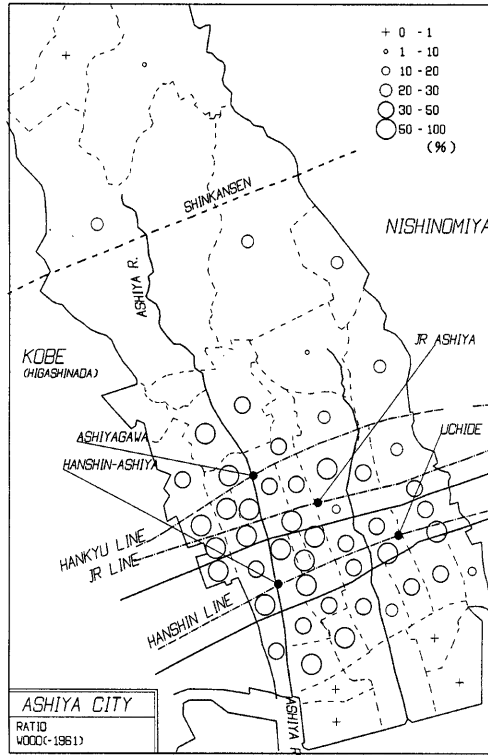 + 0 - 1
1 - 10
10 - 20
20 - 30
30 - 50
50 - 100
(%)
SHINKANSEN
NISHINOMIYA
ASHIYA R.
KOBE
(HIGASHINADA)
JR ASHIYA
ASHIYAGAWA
UCHIDE
HANSHIN-ASHIYA
HANKYU LINE
JR LINE
HANSHIN LINE
ASHIYA R.
ASHIYA CITY
RATIO
WOOD(-1961)